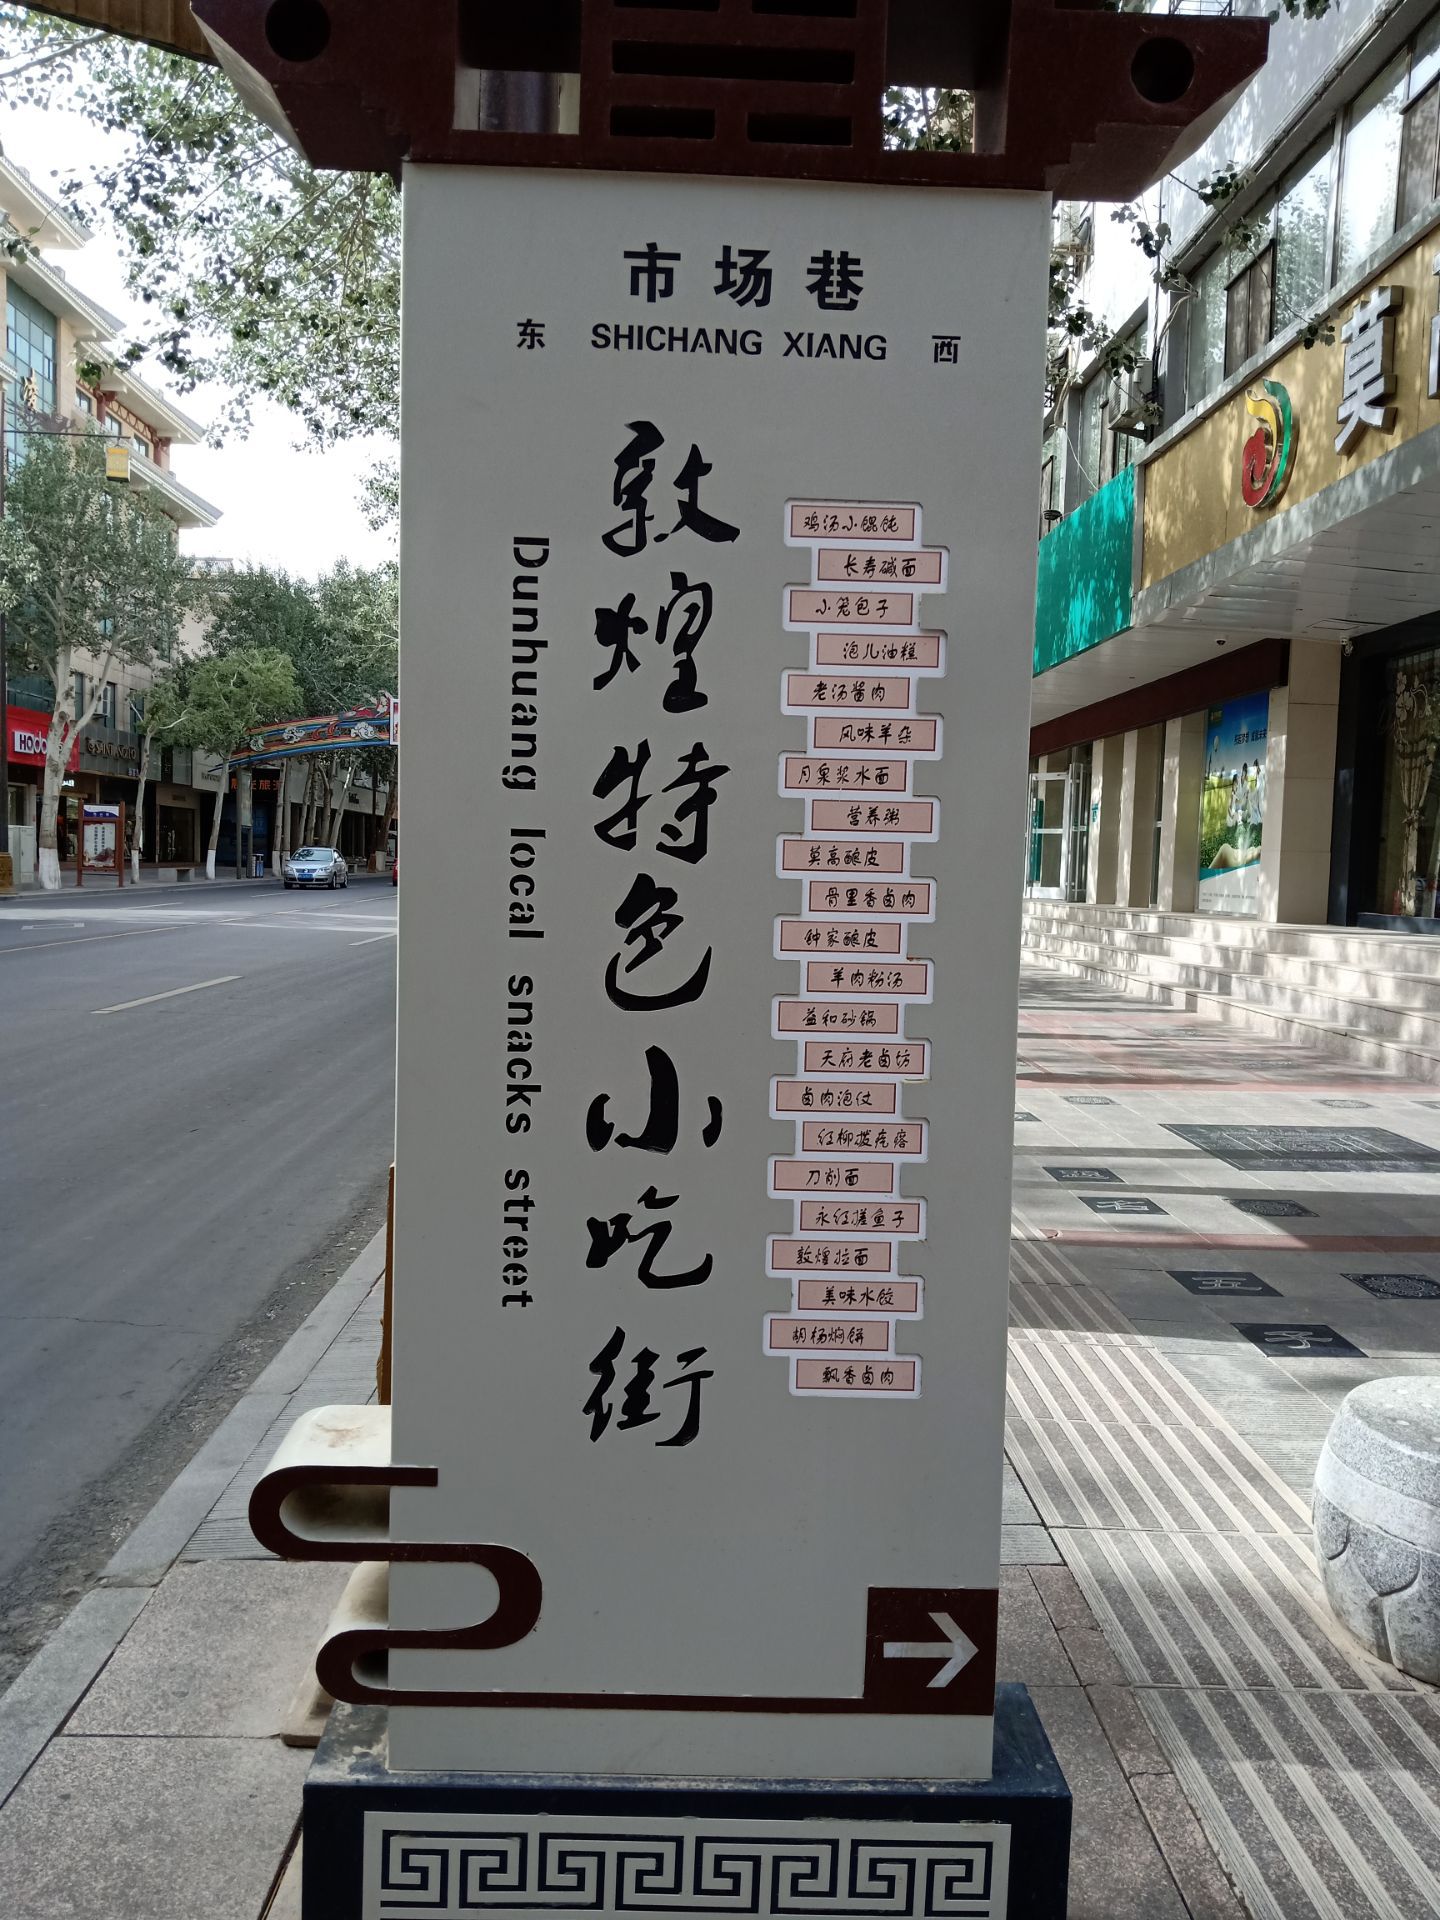 市场巷
东 SHICHANG XIANG 西
敦煌特色小吃街
Dunhuang local snacks street
鸡汤小馄饨
长寿碱面
小笼包子
泡儿油糕
老汤酱肉
风味羊杂
月泉浆水面
营养粥
莫高酿皮
骨里香卤肉
钟家酿皮
羊肉粉汤
益和砂锅
天府老卤坊
卤肉泡仗
红柳拨疙瘩
刀削面
永红搓鱼子
敦煌拉面
美味水饺
胡杨焖饼
飘香卤肉
莫